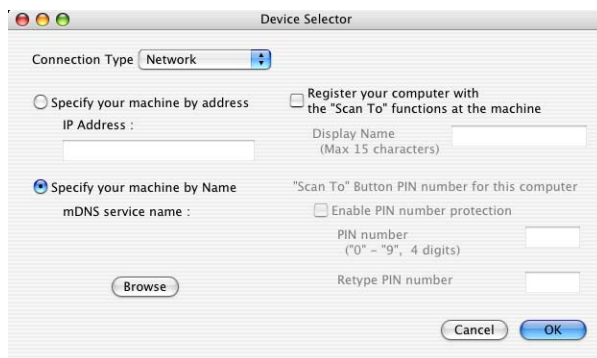 Device Selector
Connection Type Network
Specify your machine by address
IP Address :
Specify your machine by Name
mDNS service name :
Browse
Register your computer with
the "Scan To" functions at the machine
Display Name
(Max 15 characters)
"Scan To" Button PIN number for this computer
Enable PIN number protection
PIN number
("0" – "9", 4 digits)
Retype PIN number
Cancel OK